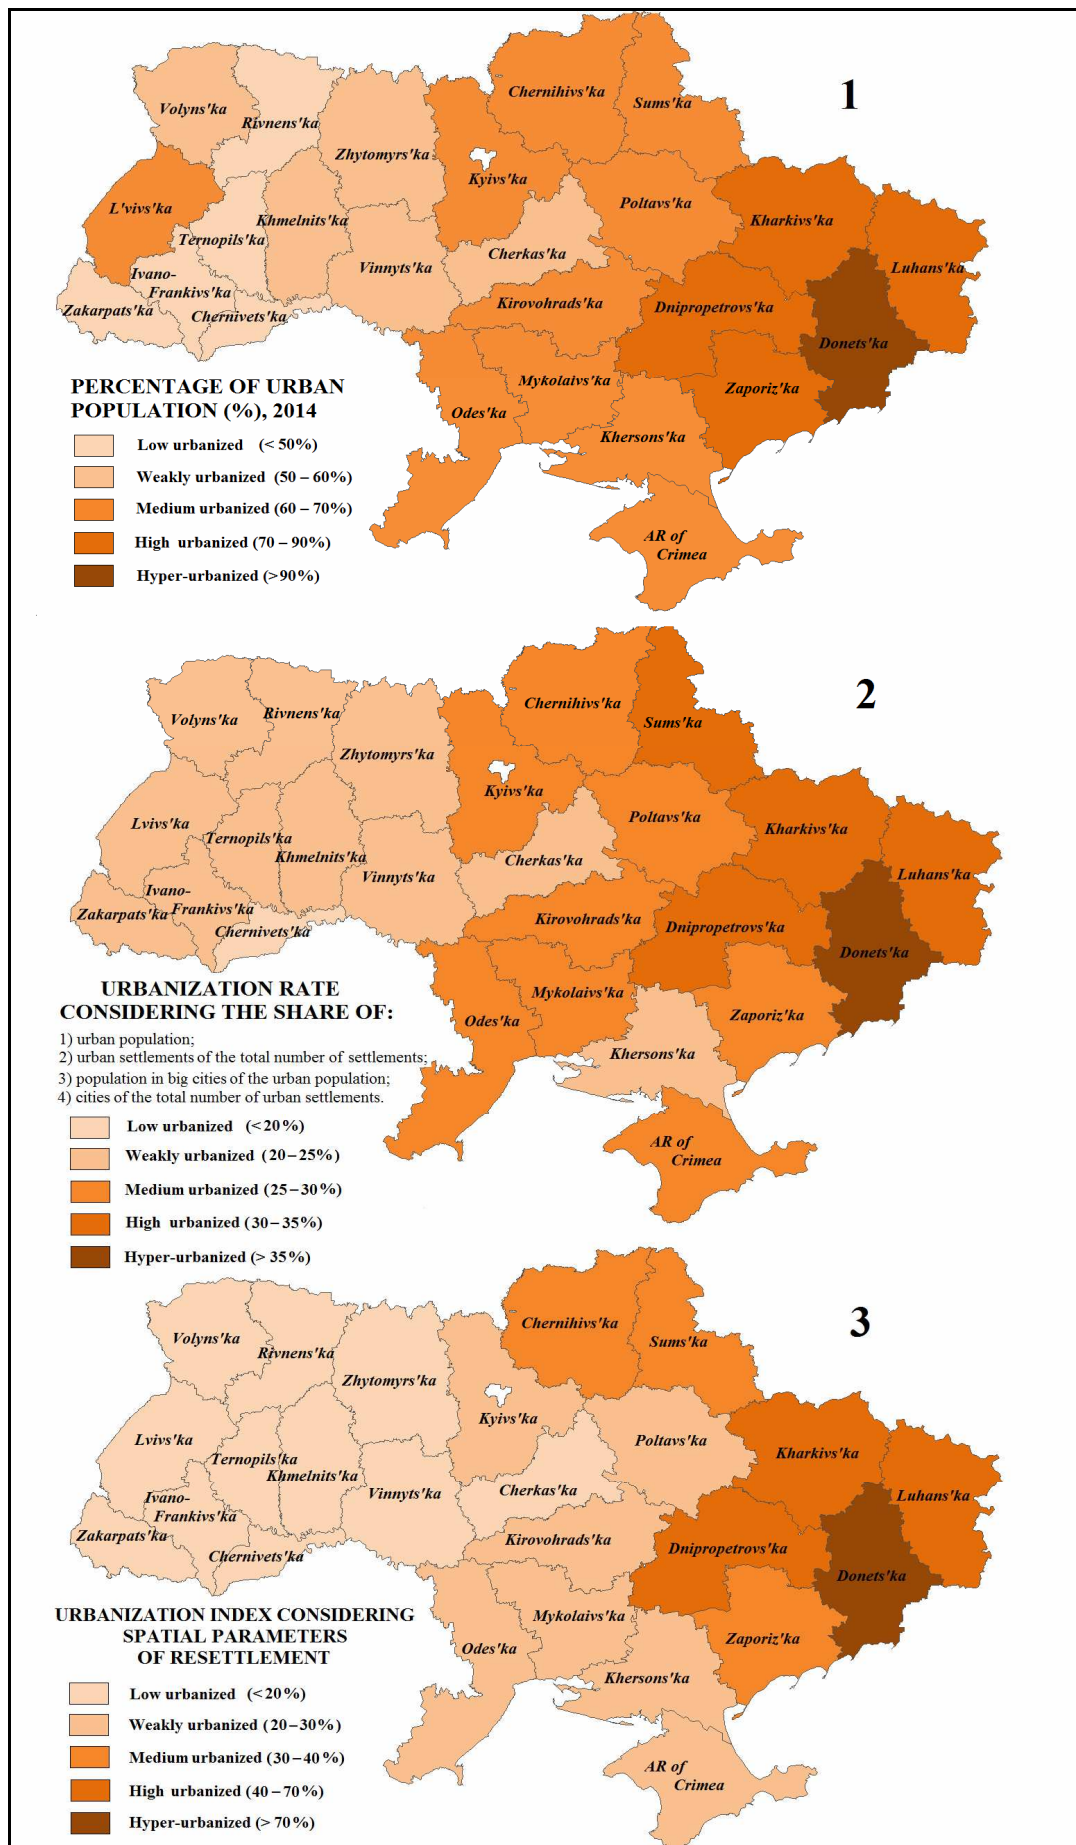 1
Chernihivs'ka
Sums'ka
Volyns'ka
Rivnens'ka
Zhytomyrs'ka
Kyivs'ka
L'vivs'ka
Poltavs'ka
Khmelnits'ka
Kharkivs'ka
Ternopils'ka
Cherkas'ka
Vinnyts'ka
Luhans'ka
Ivano-
Frankivs'ka
Zakarpats'ka
Chernivets'ka
Kirovohrads'ka
Dnipropetrovs'ka
Donets'ka
Mykolaivs'ka
Zaporiz'ka
Odes'ka
Khersons'ka
AR of
Crimea
PERCENTAGE OF URBAN
POPULATION (%), 2014
Low urbanized (< 50%)
Weakly urbanized (50 – 60%)
Medium urbanized (60 – 70%)
High urbanized (70 – 90%)
Hyper-urbanized (>90%)
2
Chernihivs'ka
Sums'ka
Volyns'ka
Rivnens'ka
Zhytomyrs'ka
Kyivs'ka
Lvivs'ka
Poltavs'ka
Kharkivs'ka
Ternopils'ka
Khmelnits'ka
Cherkas'ka
Vinnyts'ka
Luhans'ka
Ivano-
Frankivs'ka
Zakarpats'ka
Chernivets'ka
Kirovohrads'ka
Dnipropetrovs'ka
Donets'ka
Mykolaivs'ka
Zaporiz'ka
Odes'ka
Khersons'ka
AR of
Crimea
URBANIZATION RATE
CONSIDERING THE SHARE OF:
1) urban population;
2) urban settlements of the total number of settlements;
3) population in big cities of the urban population;
4) cities of the total number of urban settlements.
Low urbanized (<20%)
Weakly urbanized (20–25%)
Medium urbanized (25–30%)
High urbanized (30–35%)
Hyper-urbanized (> 35%)
3
Chernihivs'ka
Sums'ka
Volyns'ka
Rivnens'ka
Zhytomyrs'ka
Kyivs'ka
Lvivs'ka
Poltavs'ka
Kharkivs'ka
Ternopils'ka
Khmelnits'ka
Cherkas'ka
Vinnyts'ka
Luhans'ka
Ivano-
Frankivs'ka
Zakarpats'ka
Chernivets'ka
Kirovohrads'ka
Dnipropetrovs'ka
Donets'ka
Mykolaivs'ka
Zaporiz'ka
Odes'ka
Khersons'ka
AR of
Crimea
URBANIZATION INDEX CONSIDERING
SPATIAL PARAMETERS
OF RESETTLEMENT
Low urbanized (<20%)
Weakly urbanized (20–30%)
Medium urbanized (30–40%)
High urbanized (40–70%)
Hyper-urbanized (> 70%)